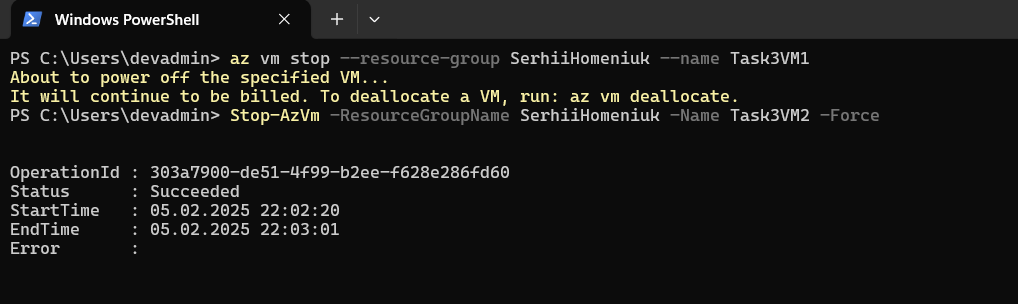 Windows PowerShell
PS C:\Users\devadmin> az vm stop --resource-group SerhiiHomeniuk --name Task3VM1
About to power off the specified VM...
It will continue to be billed. To deallocate a VM, run: az vm deallocate.
PS C:\Users\devadmin> Stop-AzVm -ResourceGroupName SerhiiHomeniuk -Name Task3VM2 -Force
OperationId : 303a7900-de51-4f99-b2ee-f628e286fd60
Status      : Succeeded
StartTime   : 05.02.2025 22:02:20
EndTime     : 05.02.2025 22:03:01
Error       :